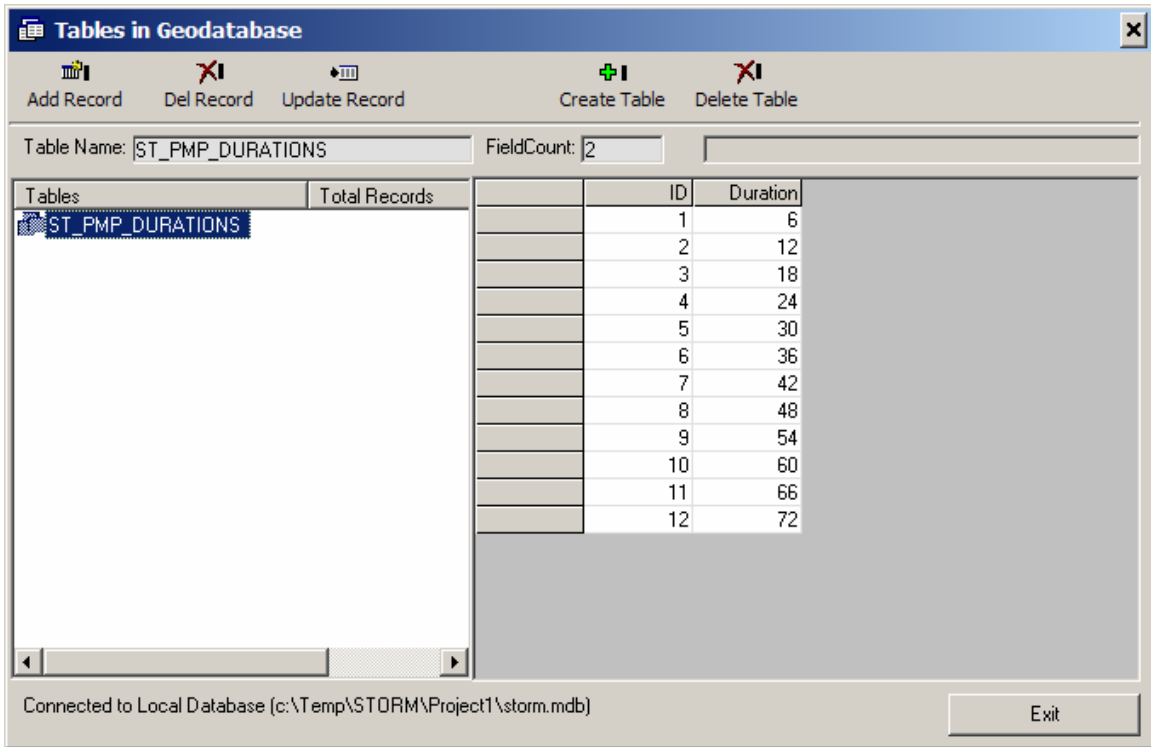 Tables in Geodatabase
Add Record Del Record Update Record Create Table Delete Table
Table Name: ST_PMP_DURATIONS FieldCount: 2
Tables Total Records
ST_PMP_DURATIONS
ID Duration
1 6
2 12
3 18
4 24
5 30
6 36
7 42
8 48
9 54
10 60
11 66
12 72
Connected to Local Database (c:\Temp\STORM\Project1\storm.mdb)
Exit